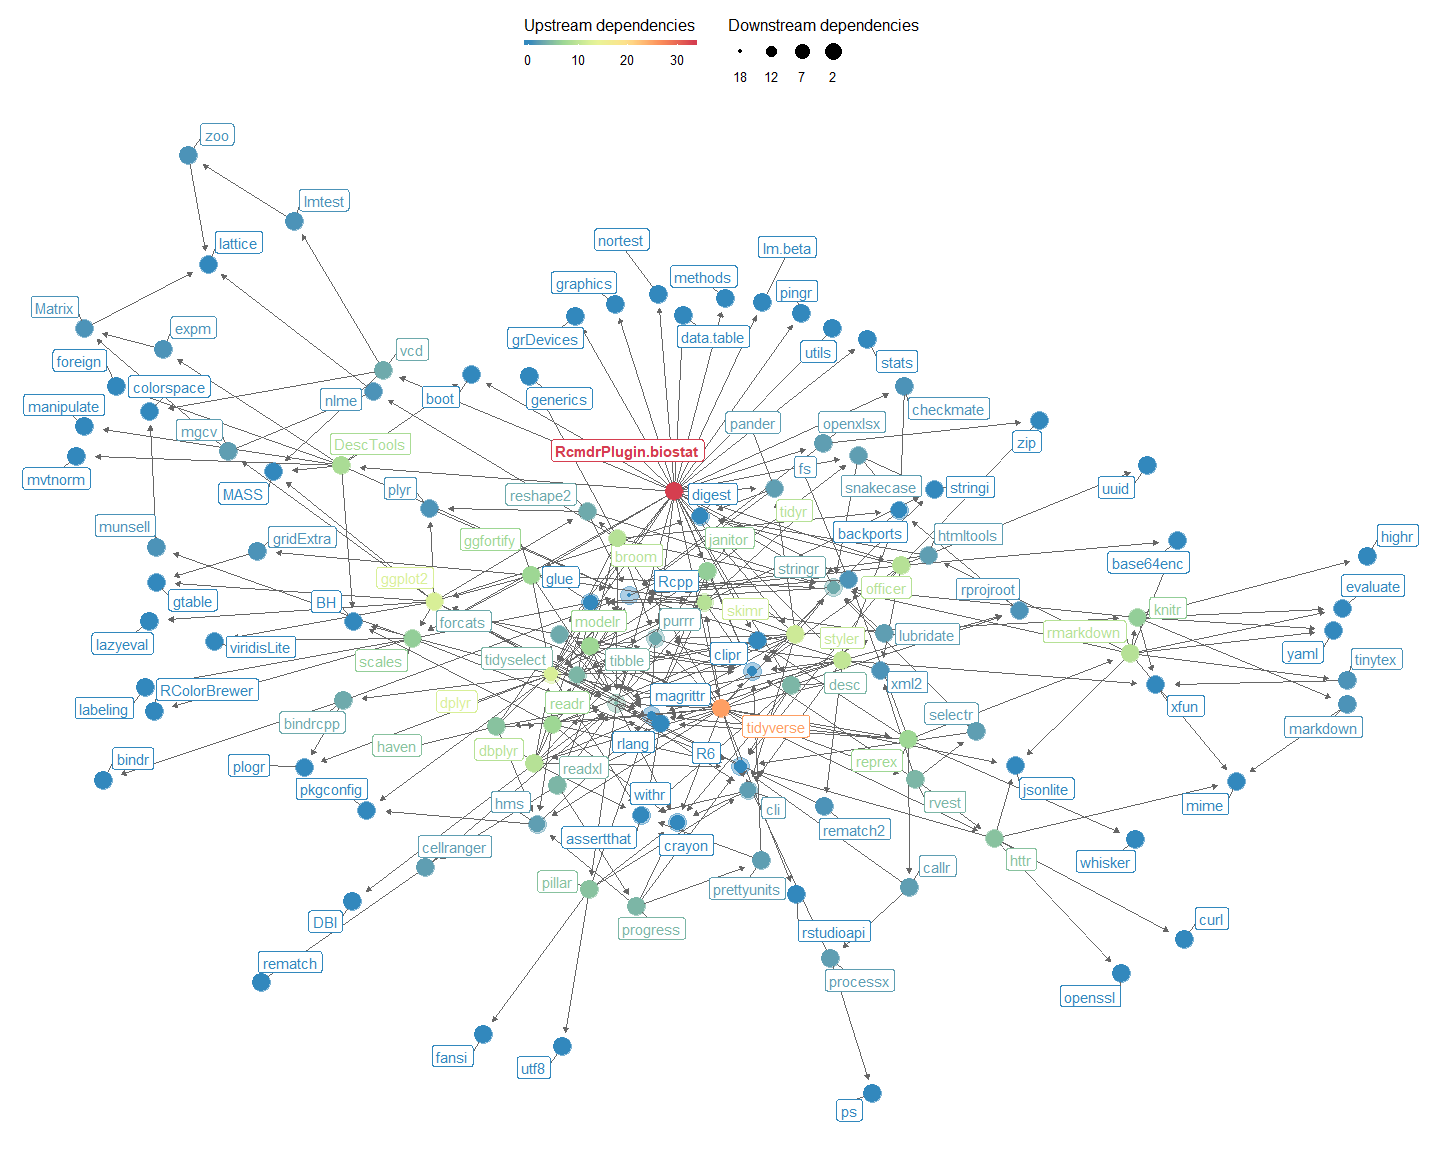 Upstream dependencies
Downstream dependencies
0 10 20 30
18 12 7 2
zoo
lmtest
lattice
nortest
lm.beta
graphics
methods
pingr
Matrix
expm
grDevices
data.table
utils
stats
foreign
colorspace
vcd
manipulate
nlme
boot
generics
checkmate
mgcv
DescTools
pander
openxlsx
zip
RcmdrPlugin.biostat
fs
mvtnorm
MASS
plyr
reshape2
digest
snakecase
stringi
uuid
tidyr
munsell
gridExtra
ggfortify
broom
janitor
backports
htmltools
highr
base64enc
ggplot2
glue
Rcpp
stringr
officer
rprojroot
evaluate
gtable
BH
skimr
knitr
lazyeval
viridisLite
forcats
modelr
purrr
styler
lubridate
rmarkdown
yaml
scales
tidyselect
tibble
clipr
tinytex
labeling
RColorBrewer
magrittr
desc
xml2
dplyr
readr
selectr
xfun
bindrcpp
tidyverse
markdown
haven
dbplyr
rlang
R6
reprex
bindr
plogr
readxl
pkgconfig
hms
withr
cli
rvest
jsonlite
mime
assertthat
crayon
rematch2
cellranger
whisker
pillar
prettyunits
callr
httr
DBI
progress
rstudioapi
curl
rematch
processx
openssl
fansi
utf8
ps